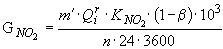 G_{NO_2} = \frac{m' \cdot Q_i^r \cdot K_{NO_2} \cdot (1-\beta) \cdot 10^3}{n \cdot 24 \cdot 3600}